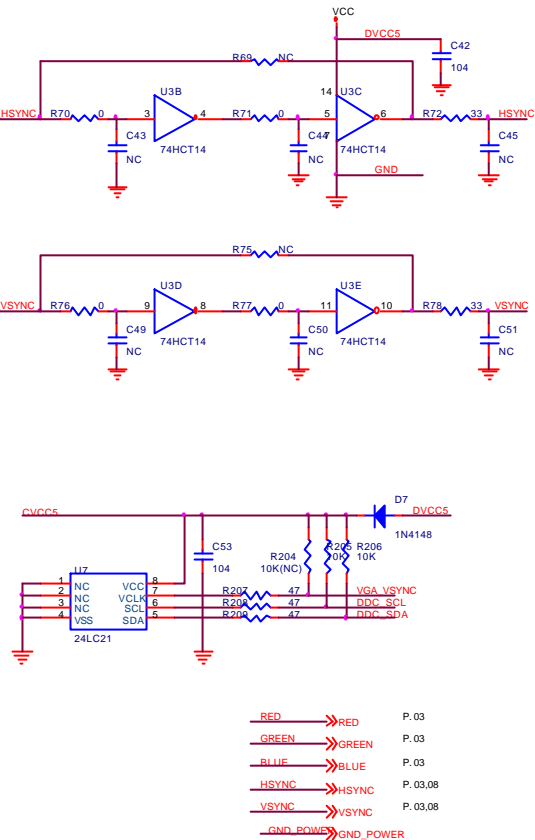 VCC
DVCC5
C42
104
R69 NC
U3B
U3C
14
HSYNC R70 0 3 4 R71 0 5 6 R72 33 HSYNC
C43
C44
7
C45
NC
74HCT14
NC
74HCT14
NC
GND
R75 NC
U3D
U3E
VSYNC R76 0 9 8 R77 0 11 10 R78 33 VSYNC
C49
C50
C51
NC
74HCT14
NC
74HCT14
NC
D7
CVCC5
DVCC5
1N4148
C53
104
R204
10K(NC)
R205
10K
R206
10K
U7
1 NC VCC 8
2 NC VCLK 7 R207 47 VGA_VSYNC
3 NC SCL 6 R208 47 DDC_SCL
4 VSS SDA 5 R209 47 DDC_SDA
24LC21
RED RED P. 03
GREEN GREEN P. 03
BLUE BLUE P. 03
HSYNC HSYNC P. 03,08
VSYNC VSYNC P. 03,08
GND_POWER GND_POWER